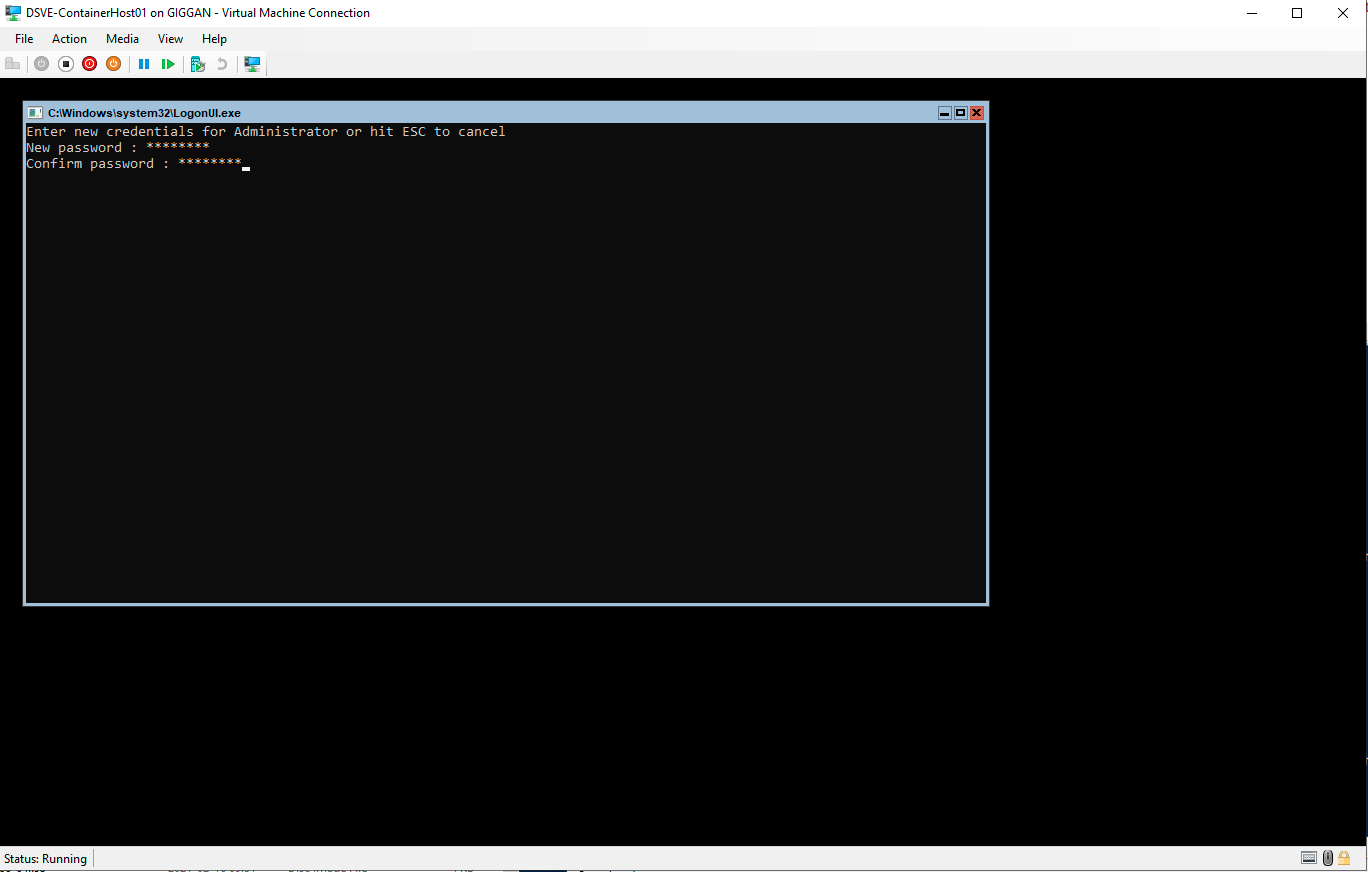 DSVE-ContainerHost01 on GIGGAN - Virtual Machine Connection
File Action Media View Help
C:\Windows\system32\LogonUI.exe
Enter new credentials for Administrator or hit ESC to cancel
New password : ********
Confirm password : ********
Status: Running